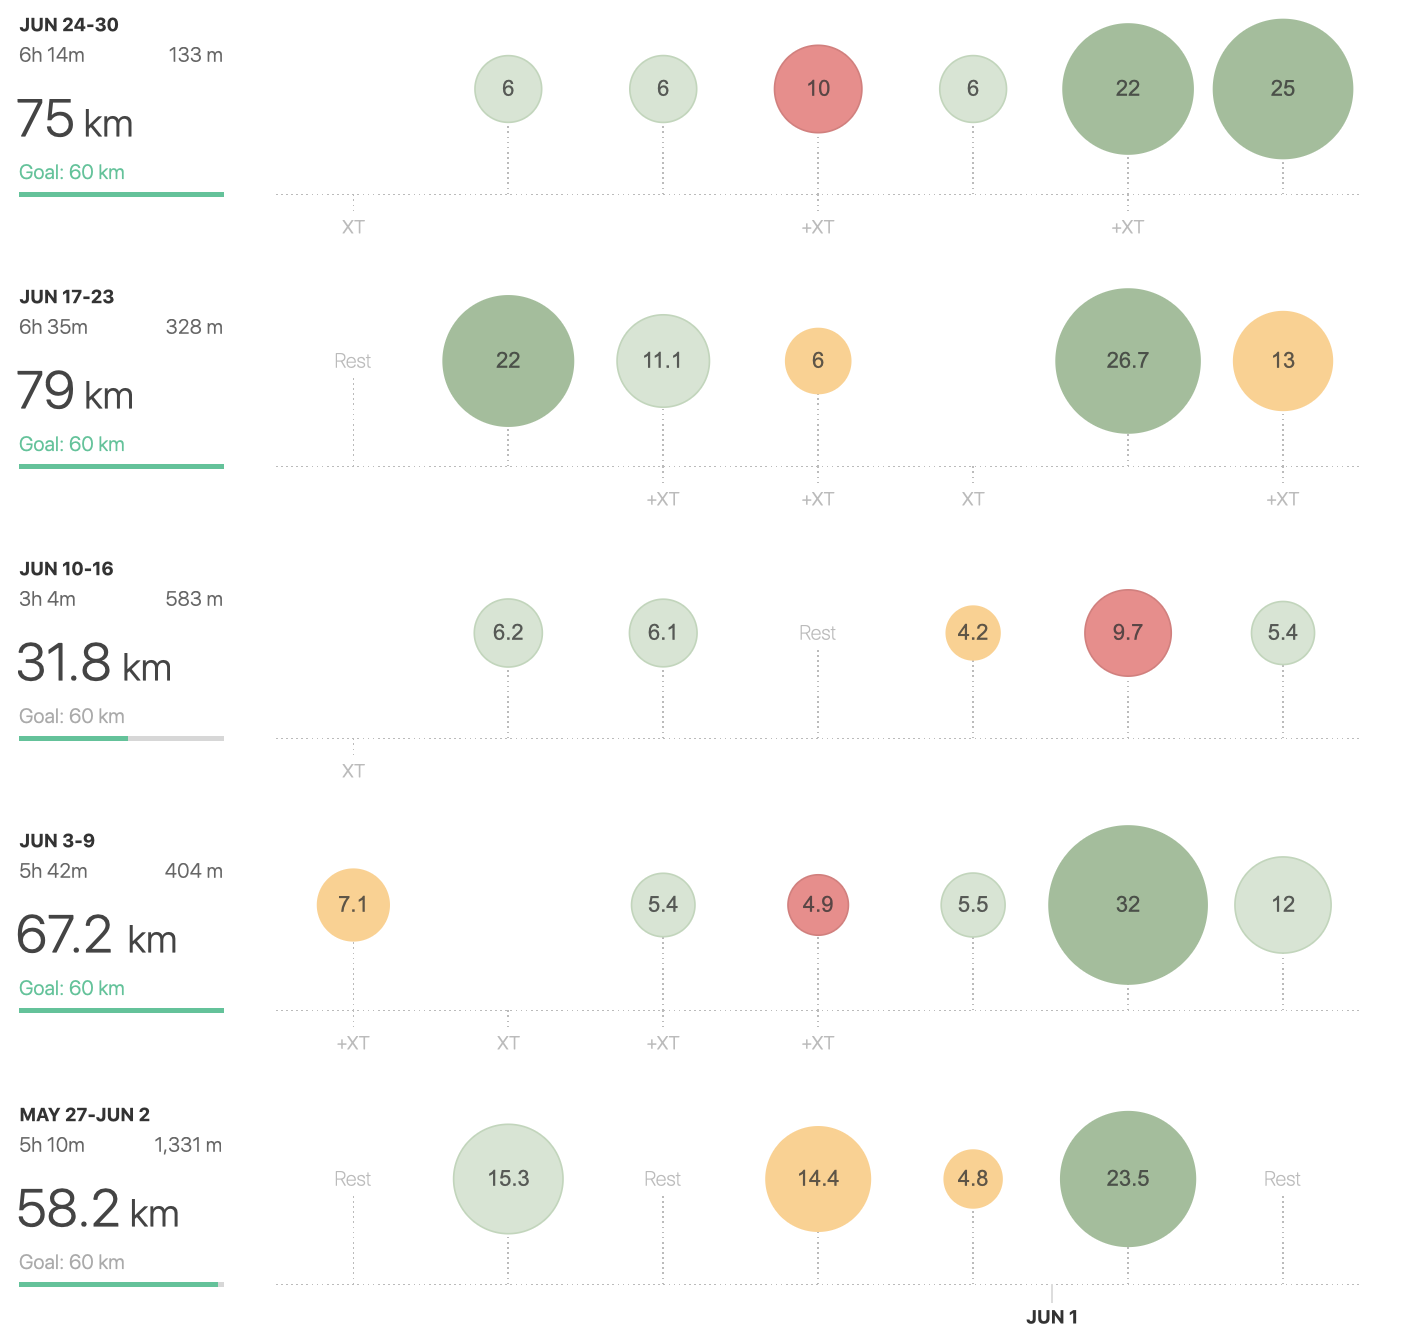 JUN 24-30
6h 14m 133 m
75 km
Goal: 60 km
6 6 10 6 22 25
XT +XT +XT
JUN 17-23
6h 35m 328 m
79 km
Goal: 60 km
Rest 22 11.1 6 26.7 13
+XT +XT XT +XT
JUN 10-16
3h 4m 583 m
31.8 km
Goal: 60 km
6.2 6.1 Rest 4.2 9.7 5.4
XT
JUN 3-9
5h 42m 404 m
67.2 km
Goal: 60 km
7.1 5.4 4.9 5.5 32 12
+XT XT +XT +XT
MAY 27-JUN 2
5h 10m 1,331 m
58.2 km
Goal: 60 km
Rest 15.3 Rest 14.4 4.8 23.5 Rest
JUN 1